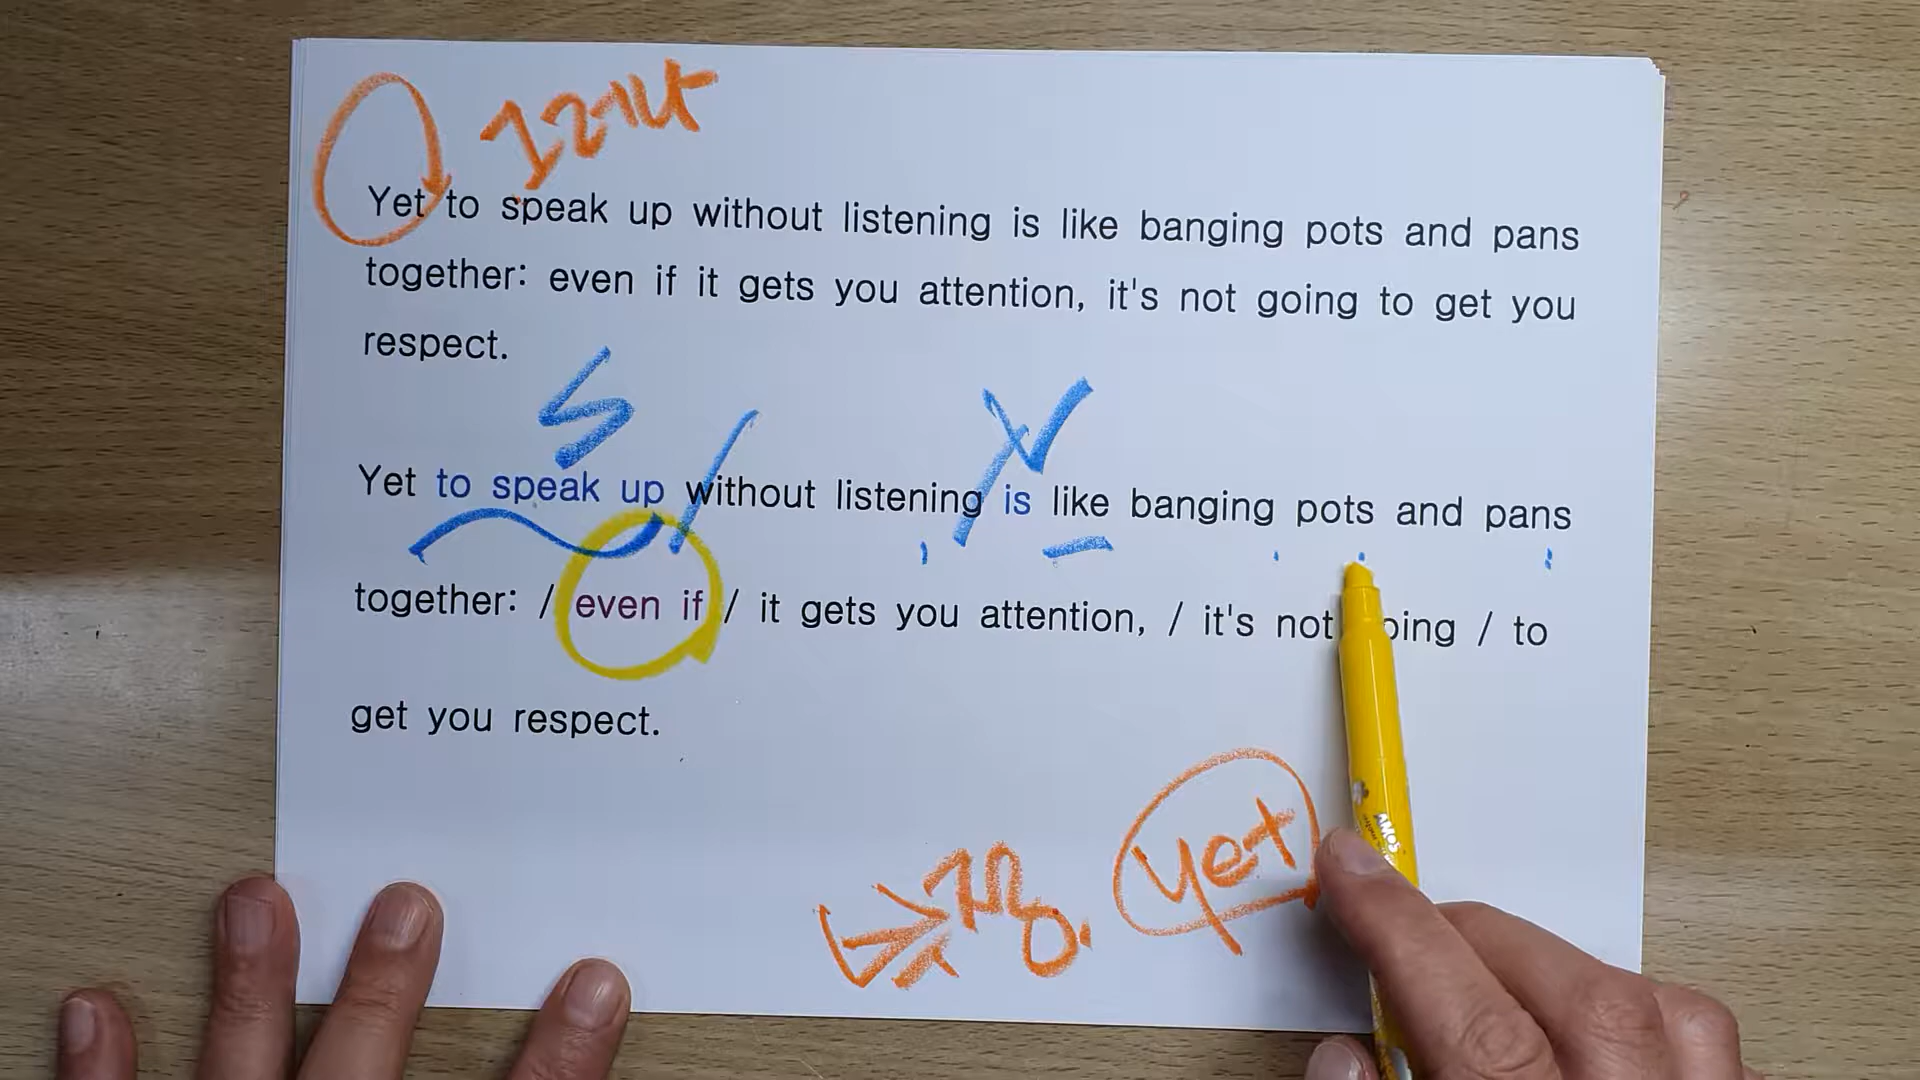 그러나
Yet to speak up without listening is like banging pots and pans
together: even if it gets you attention, it's not going to get you
respect.
S
V
Yet to speak up without listening is like banging pots and pans
together: / even if / it gets you attention, / it's not / to
get you respect.
yet
AMOS